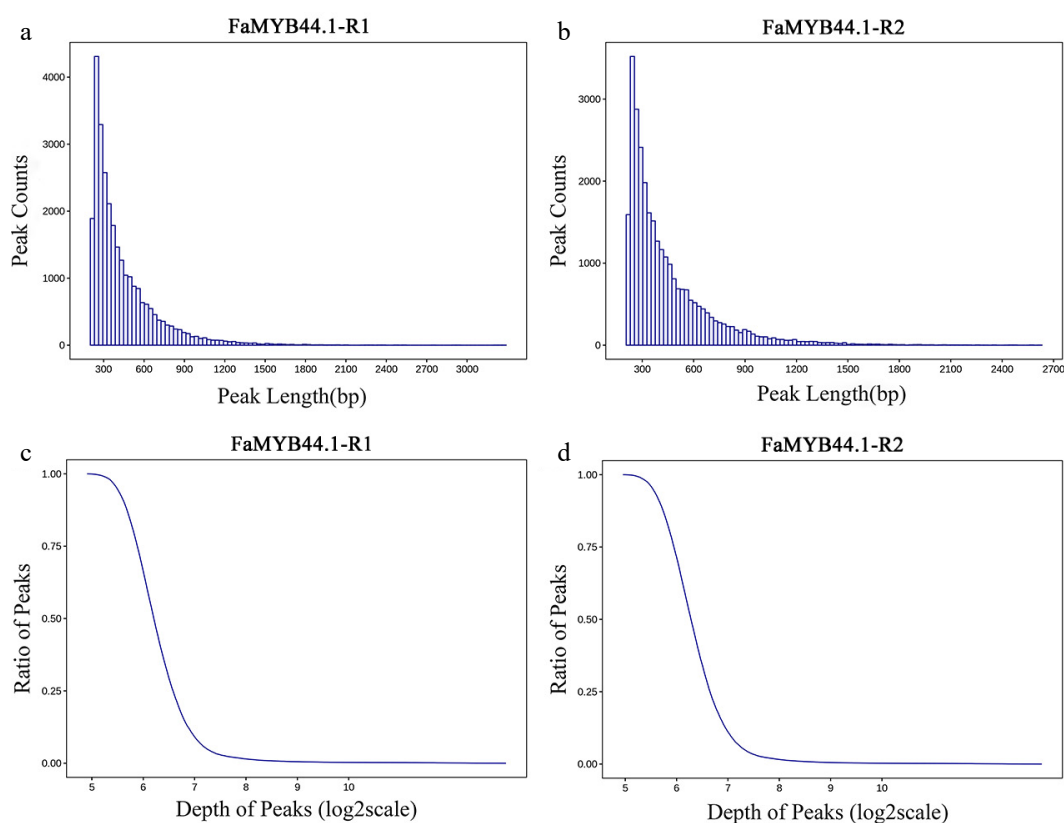 a
FaMYB44.1-R1
4000
3000
2000
1000
0
Peak Counts
300 600 900 1200 1500 1800 2100 2400 2700 3000
Peak Length(bp)
b
FaMYB44.1-R2
3000
2000
1000
0
Peak Counts
300 600 900 1200 1500 1800 2100 2400 2700
Peak Length(bp)
c
FaMYB44.1-R1
1.00
0.75
0.50
0.25
0.00
Ratio of Peaks
5 6 7 8 9 10
Depth of Peaks (log2scale)
d
FaMYB44.1-R2
1.00
0.75
0.50
0.25
0.00
Ratio of Peaks
5 6 7 8 9 10
Depth of Peaks (log2scale)